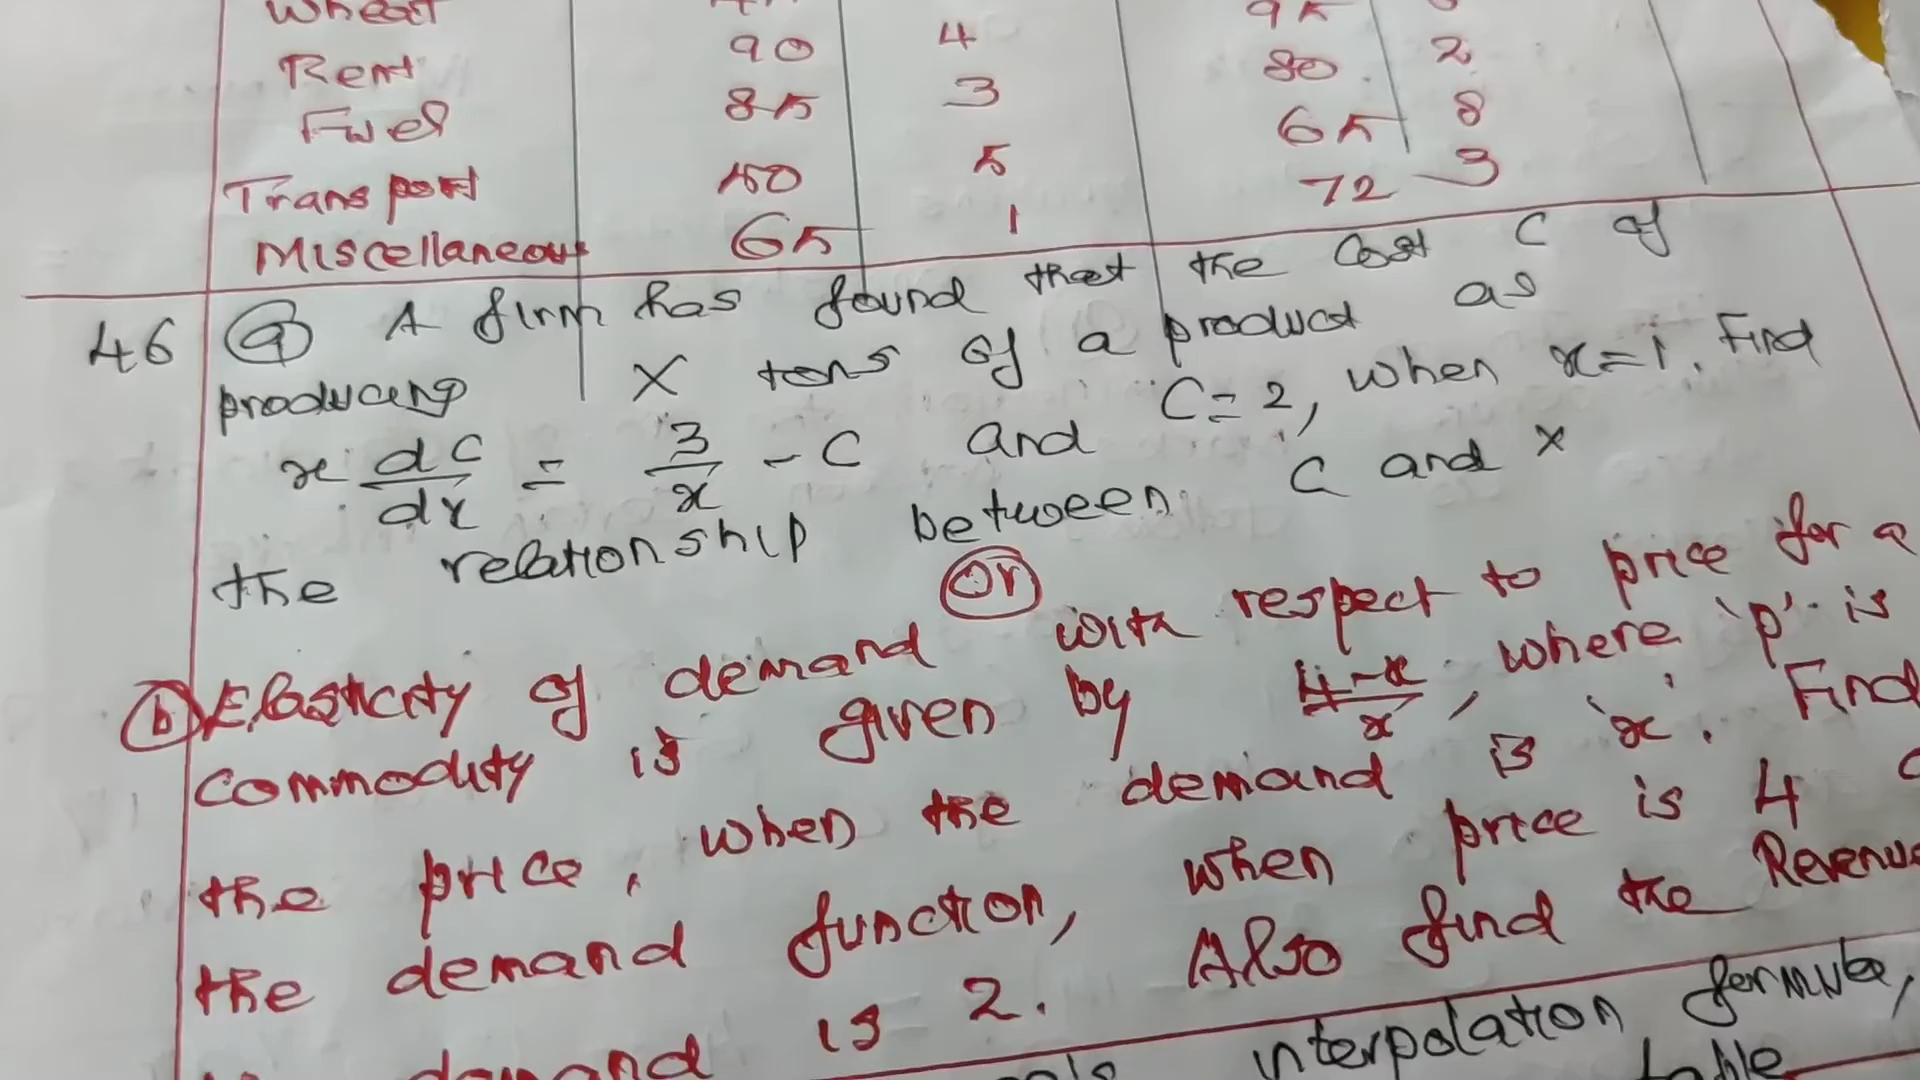 Wheat
Rent 90 4 80 2
Fuel 85 3 65 8
Transport 50 5 72 3
Miscellaneous 65 1
46 (a) A firm has found that the Cost C of
producing X tons of a product as
x dC/dx = 3/x - C and C = 2, when x = 1. Find
the relationship between C and x
Or
(b) Elasticity of demand with respect to price for a
commodity is given by 4-x/x, where 'p' is
the price, when the demand is 'x'. Find
the demand function, when price is 4
demand is 2. Also find the Revenue
interpolation formula,
table